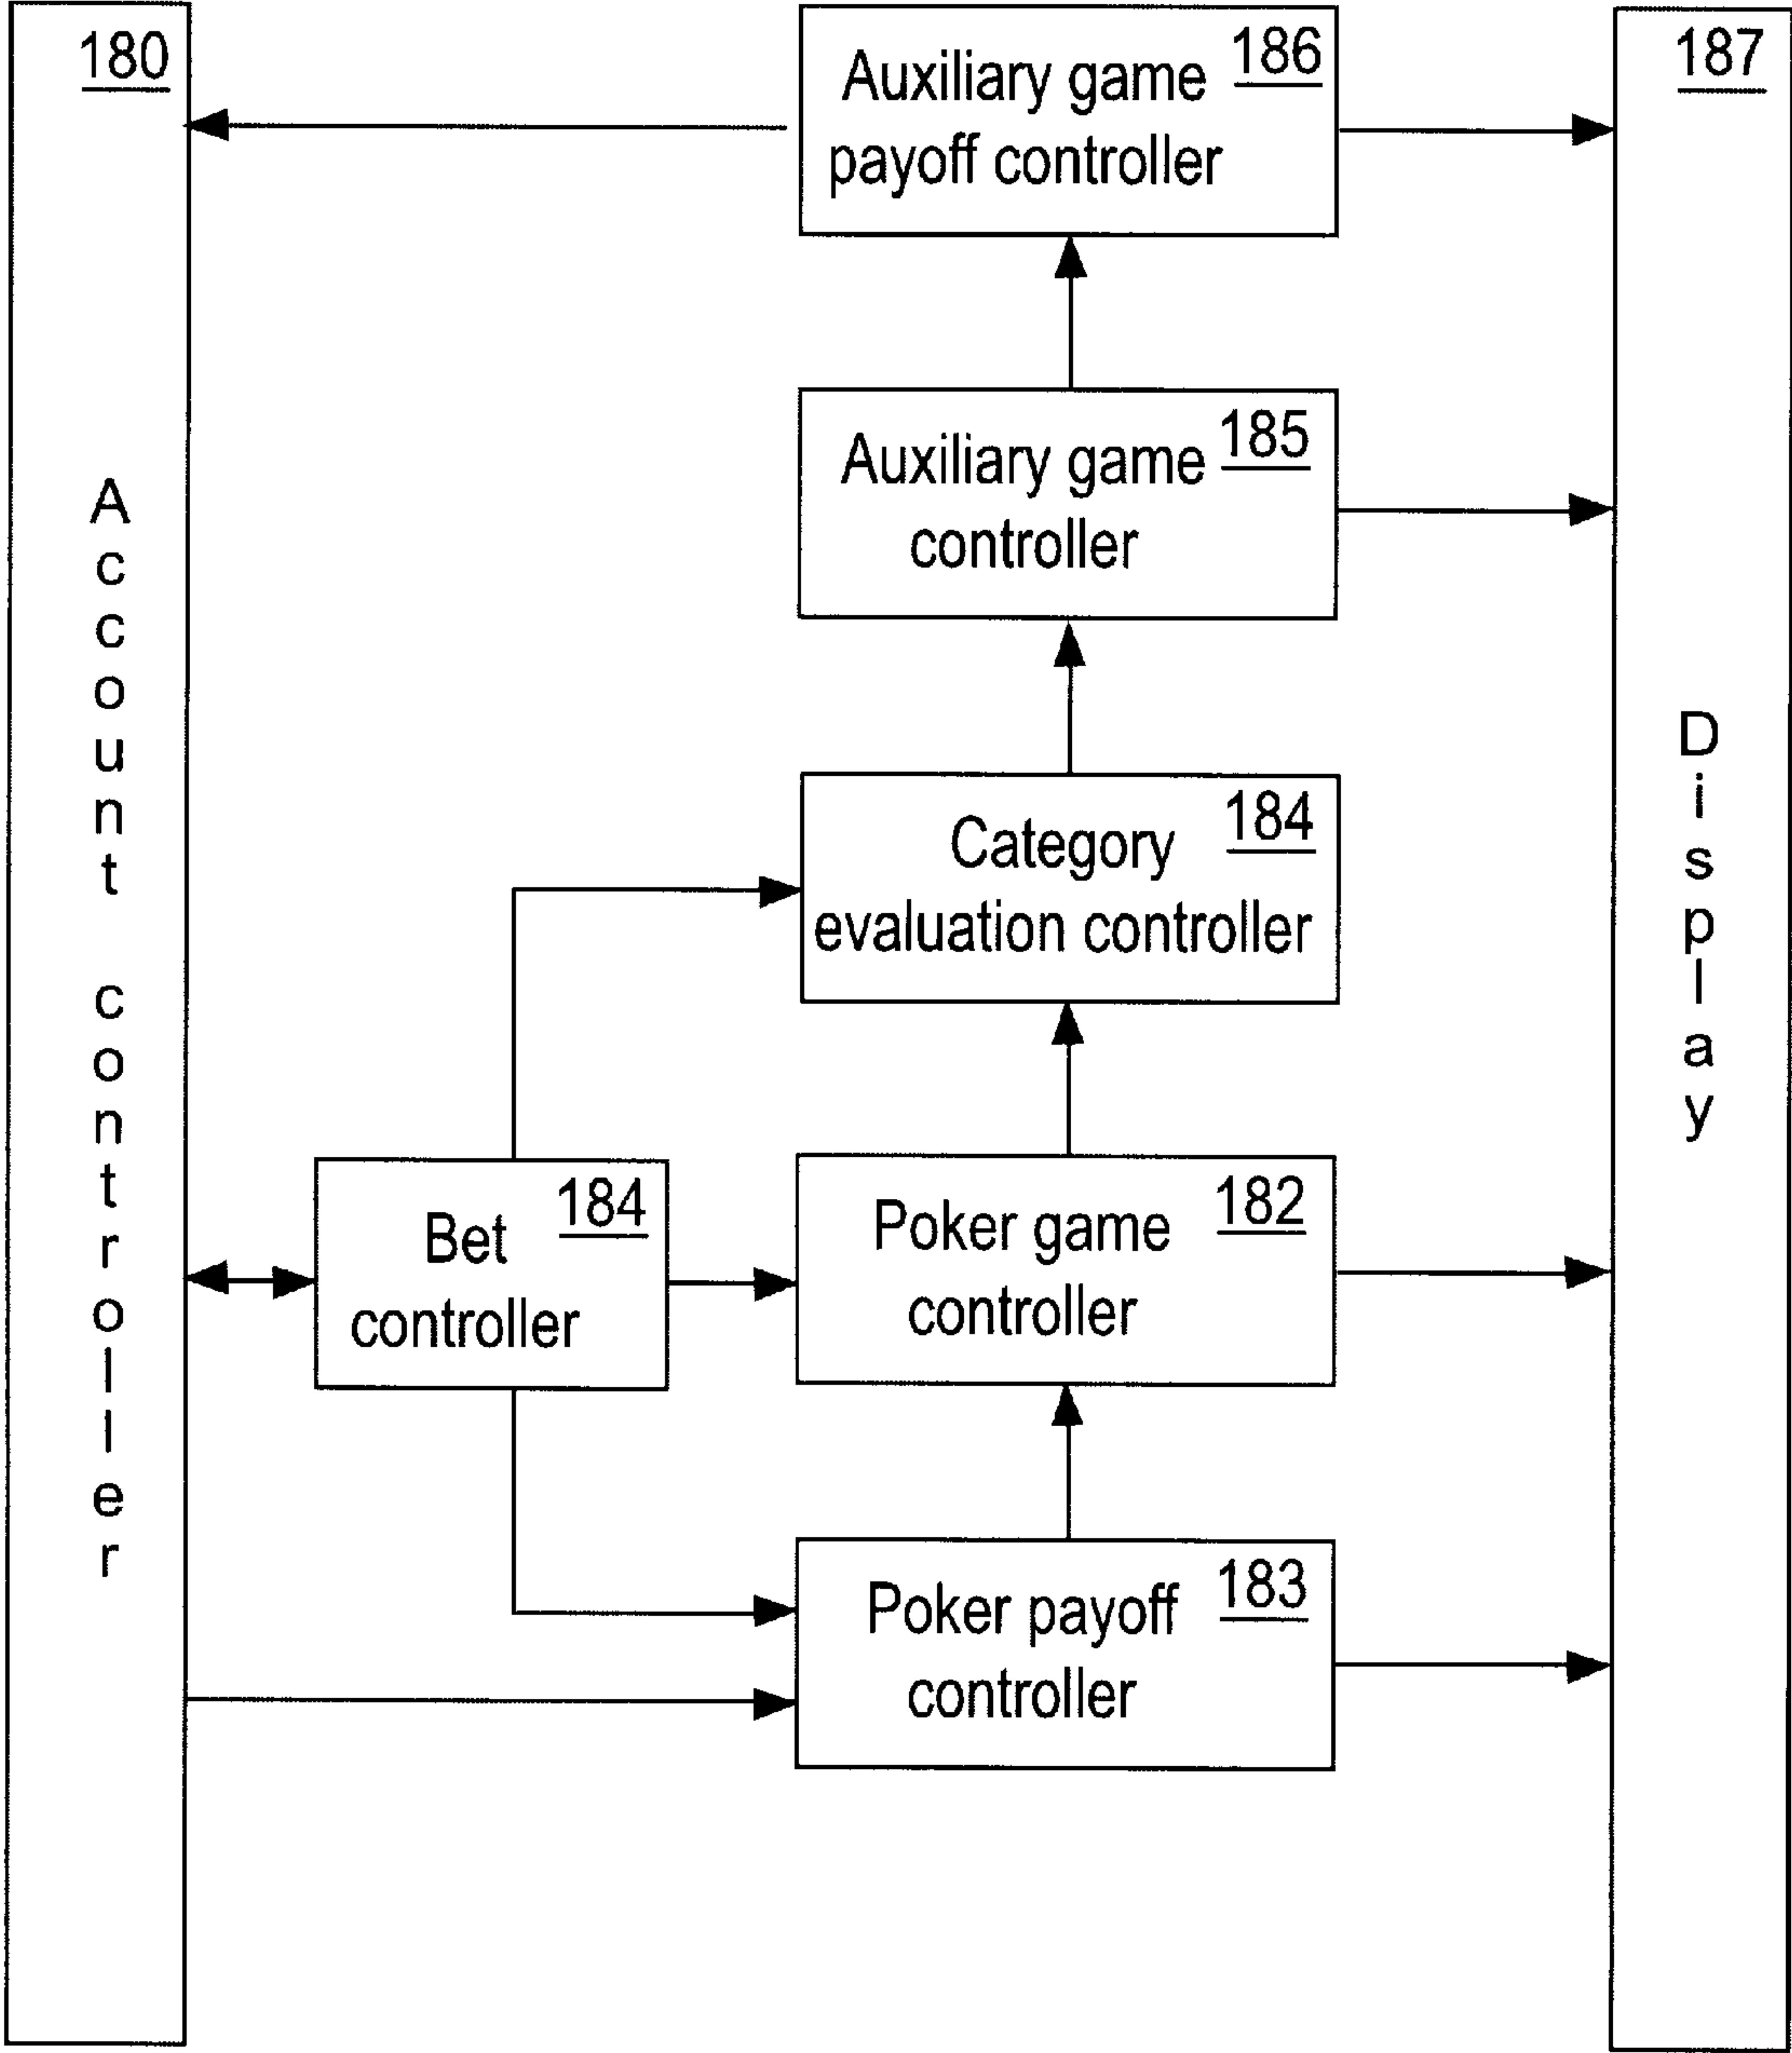 180
Account controller
Auxiliary game 186
payoff controller
Auxiliary game 185
controller
Category 184
evaluation controller
Bet 184
controller
Poker game 182
controller
Poker payoff 183
controller
187
Display